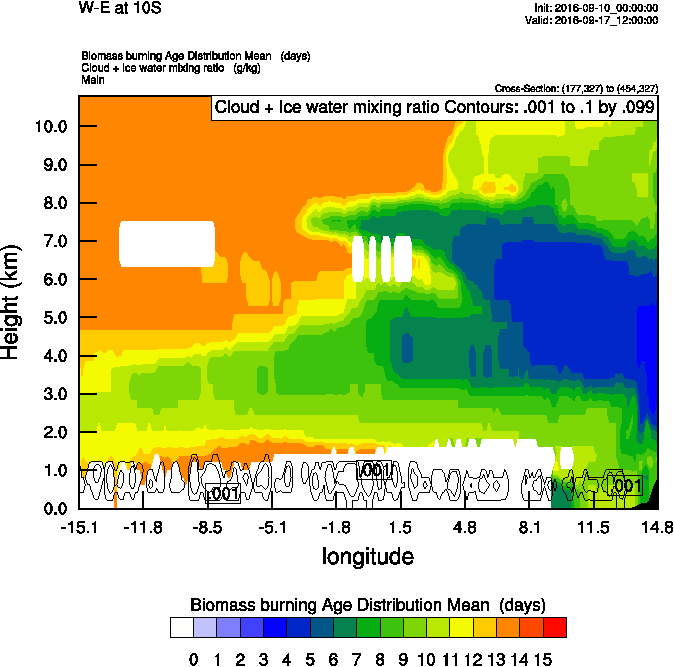 W-E at 10S
Init: 2016-09-10_00:00:00
Valid: 2016-09-17_12:00:00
Biomass burning Age Distribution Mean (days)
Cloud + Ice water mixing ratio (g/kg)
Main
Cross-Section: (177,327) to (454,327)
Cloud + Ice water mixing ratio Contours: .001 to .1 by .099
10.0
9.0
8.0
7.0
6.0
5.0
4.0
3.0
2.0
1.0
0.0
Height (km)
.001
.001
.001
-15.1 -11.8 -8.5 -5.1 -1.8 1.5 4.8 8.1 11.5 14.8
longitude
Biomass burning Age Distribution Mean (days)
0 1 2 3 4 5 6 7 8 9 10 11 12 13 14 15